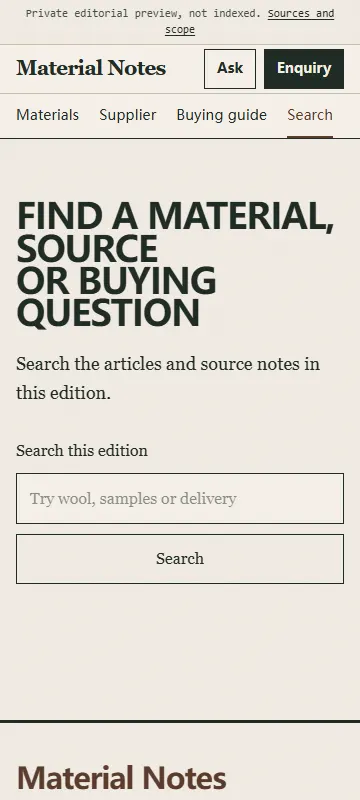 Private editorial preview, not indexed. Sources and
scope
Material Notes
Ask
Enquiry
Materials
Supplier
Buying guide
Search
FIND A MATERIAL,
SOURCE
OR BUYING
QUESTION
Search the articles and source notes in
this edition.
Search this edition
Try wool, samples or delivery
Search
Material Notes